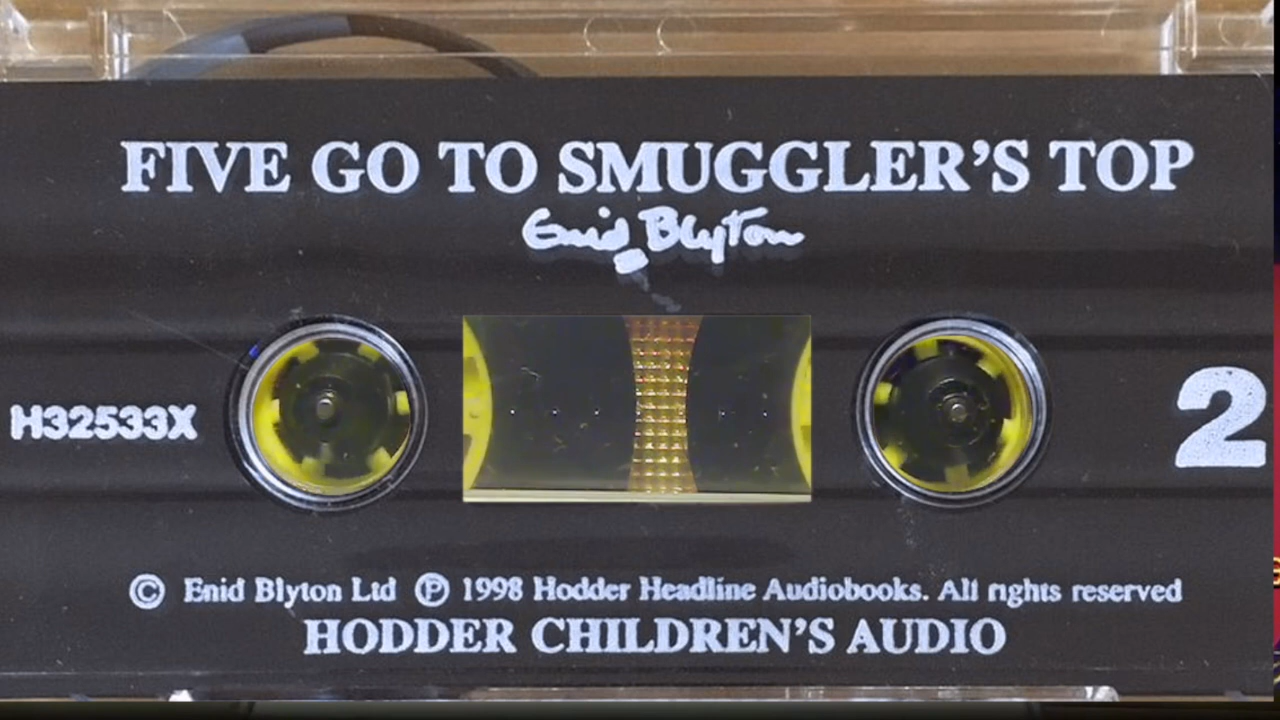 FIVE GO TO SMUGGLER'S TOP
Enid Blyton
H32533X
2
© Enid Blyton Ltd ℗ 1998 Hodder Headline Audiobooks. All rights reserved
HODDER CHILDREN'S AUDIO